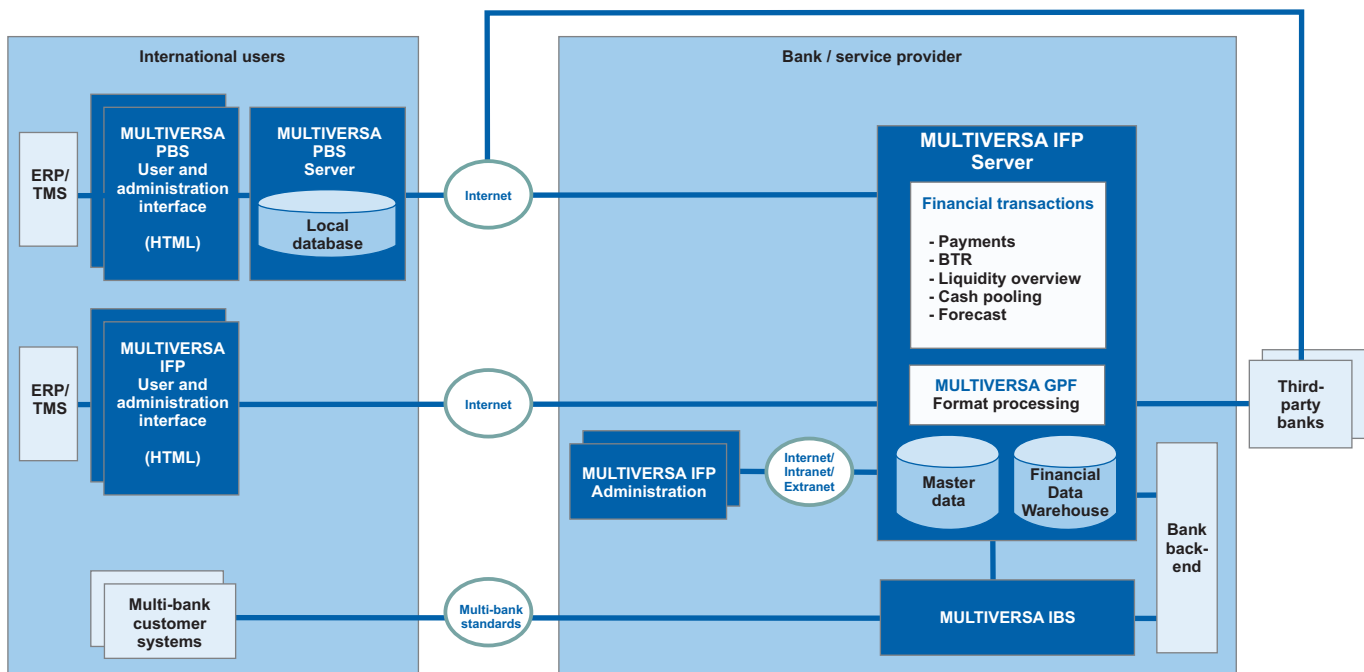 International users
Bank / service provider
ERP/
TMS
MULTIVERSA
PBS
User and
administration
interface
(HTML)
MULTIVERSA
PBS
Server
Local
database
Internet
MULTIVERSA IFP
Server
Financial transactions
- Payments
- BTR
- Liquidity overview
- Cash pooling
- Forecast
ERP/
TMS
MULTIVERSA
IFP
User and
administration
interface
(HTML)
Internet
MULTIVERSA GPF
Format processing
Third-
party
banks
MULTIVERSA IFP
Administration
Internet/
Intranet/
Extranet
Master
data
Financial
Data
Warehouse
Bank
back-
end
Multi-bank
customer
systems
Multi-bank
standards
MULTIVERSA IBS